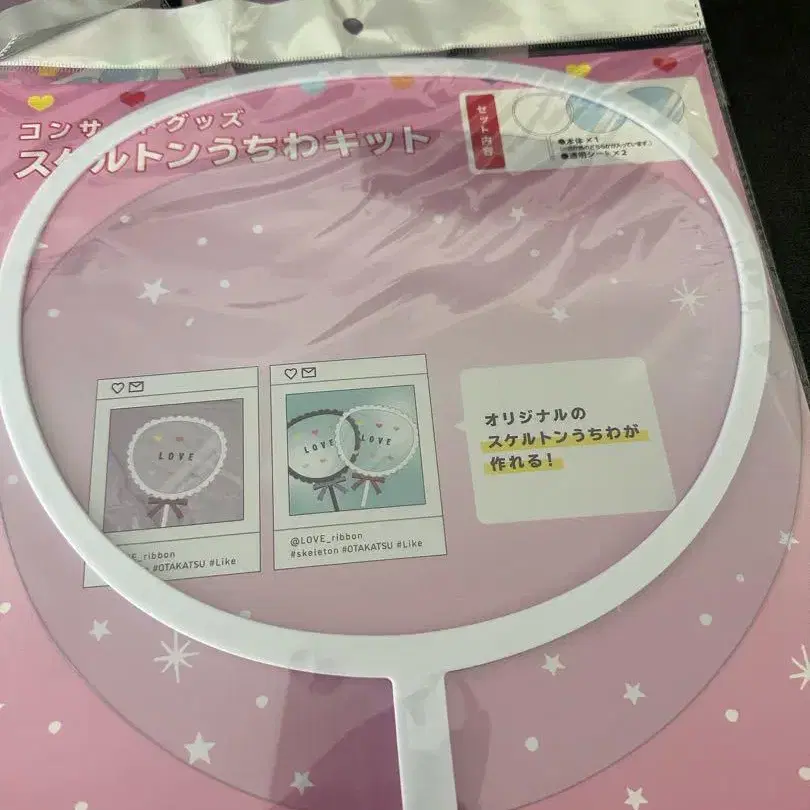 コンサートグッズ
スケルトンうちわキット
セット内容
●本体×1
●透明シート×2
LOVE
LOVE
LOVE
オリジナルの
スケルトンうちわが
作れる!
_ribbon
#OTAKATSU #Like
@LOVE_ribbon
#skeleton #OTAKATSU #Like